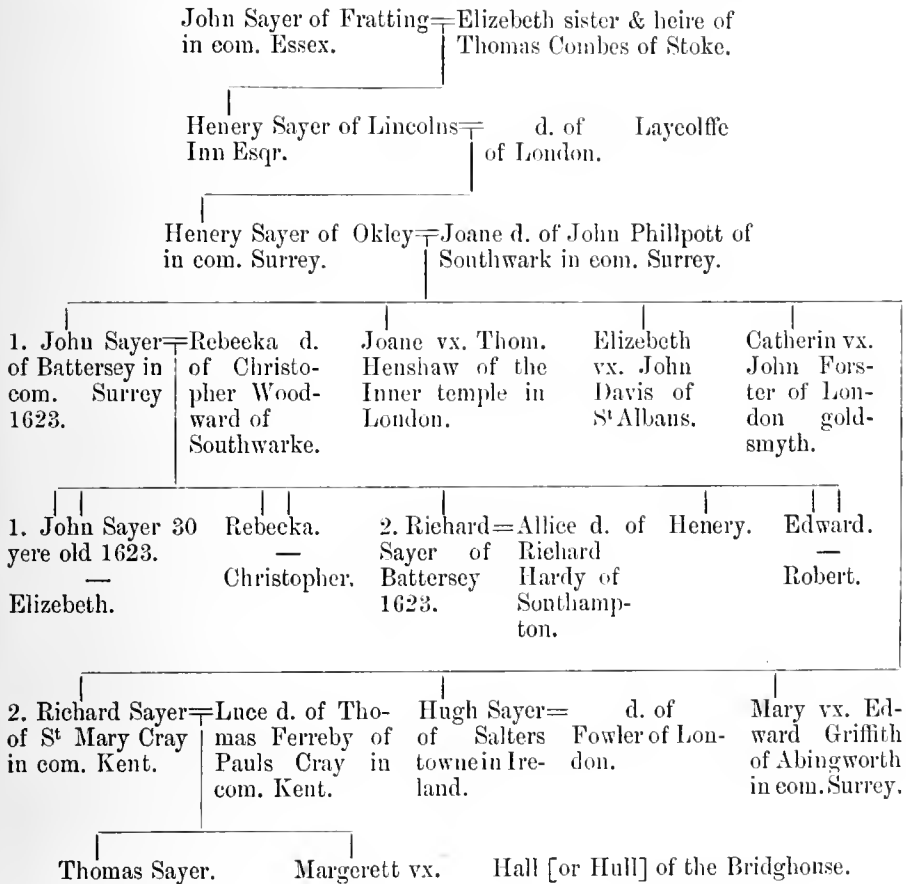 John Sayer of Fratting=Elizebeth sister & heire of
in com. Essex. Thomas Combes of Stoke.
Henery Sayer of Lincolns= d. of Laycolffe
Inn Esqr. of London.
Henery Sayer of Okley=Joane d. of John Phillpott of
in com. Surrey. Southwark in com. Surrey.
1. John Sayer=Rebecka d.
of Battersey in of Christo-
com. Surrey pher Wood-
1623. ward of
Southwarke.
Joane vx. Thom.
Henshaw of the
Inner temple in
London.
Elizebeth
vx. John
Davis of
St Albans.
Catherin vx.
John Fors-
ter of Lon-
don gold-
smyth.
1. John Sayer 30
yere old 1623.
—
Elizebeth.
Rebecka.
—
Christopher.
2. Richard=Allice d. of
Sayer of Richard
Battersey Hardy of
1623. Southamp-
ton.
Henery.
Edward.
—
Robert.
2. Richard Sayer=Luce d. of Tho-
of St Mary Cray mas Ferreby of
in com. Kent. Pauls Cray in
com. Kent.
Hugh Sayer= d. of
of Salters Fowler of Lon-
towne in Ire- don.
land.
Mary vx. Ed-
ward Griffith
of Abingworth
in com. Surrey.
Thomas Sayer. Margerett vx. Hall [or Hull] of the Bridghouse.